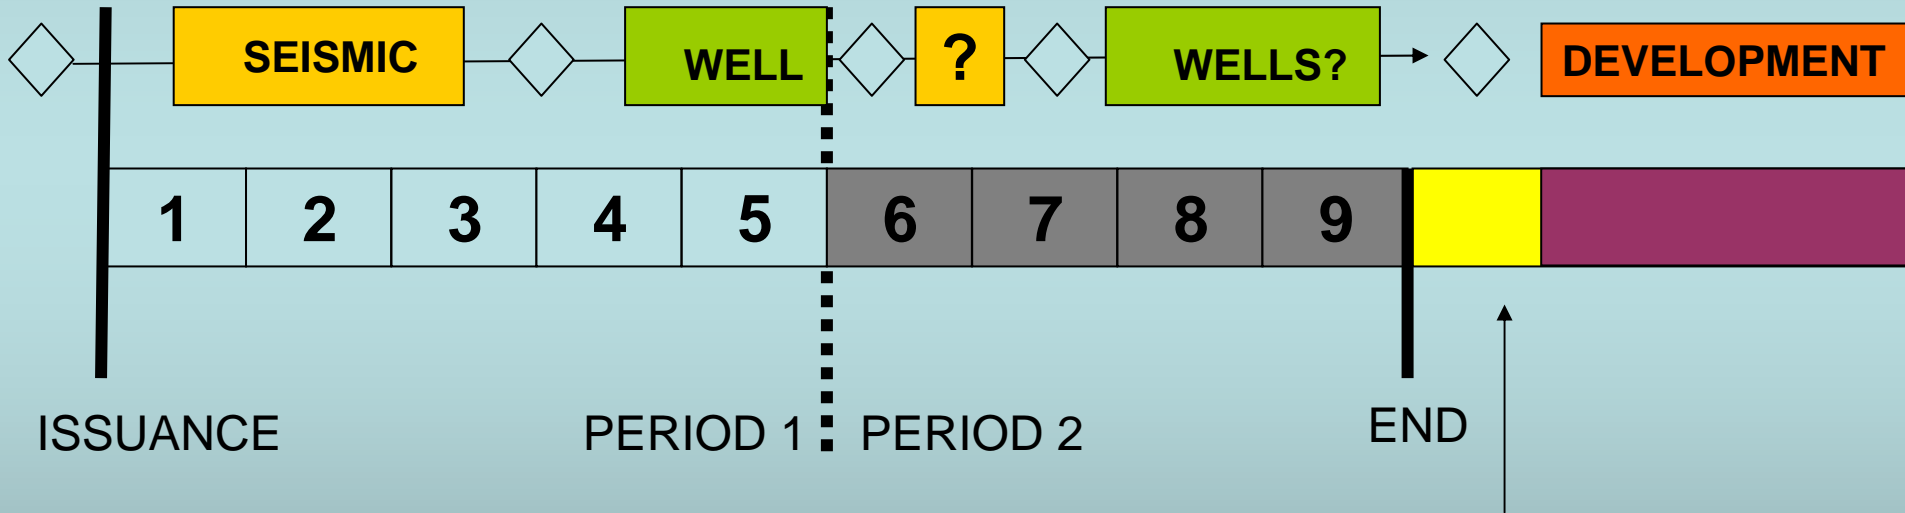 SEISMIC WELL ? WELLS? DEVELOPMENT
1 2 3 4 5 6 7 8 9
ISSUANCE PERIOD 1 PERIOD 2 END